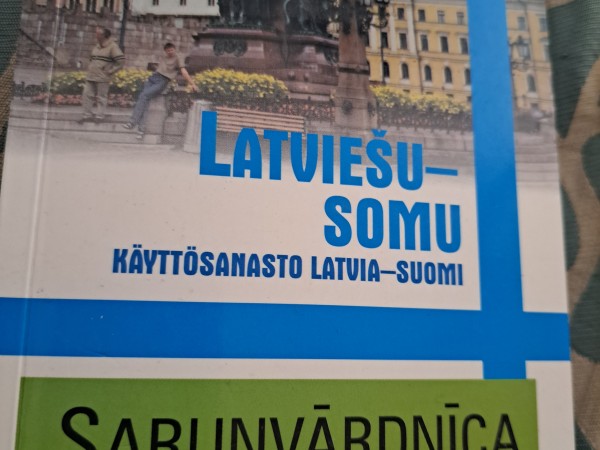 LATVIEŠU–
SOMU
KÄYTTÖSANASTO LATVIA–SUOMI
SARUNVĀRDNĪCA